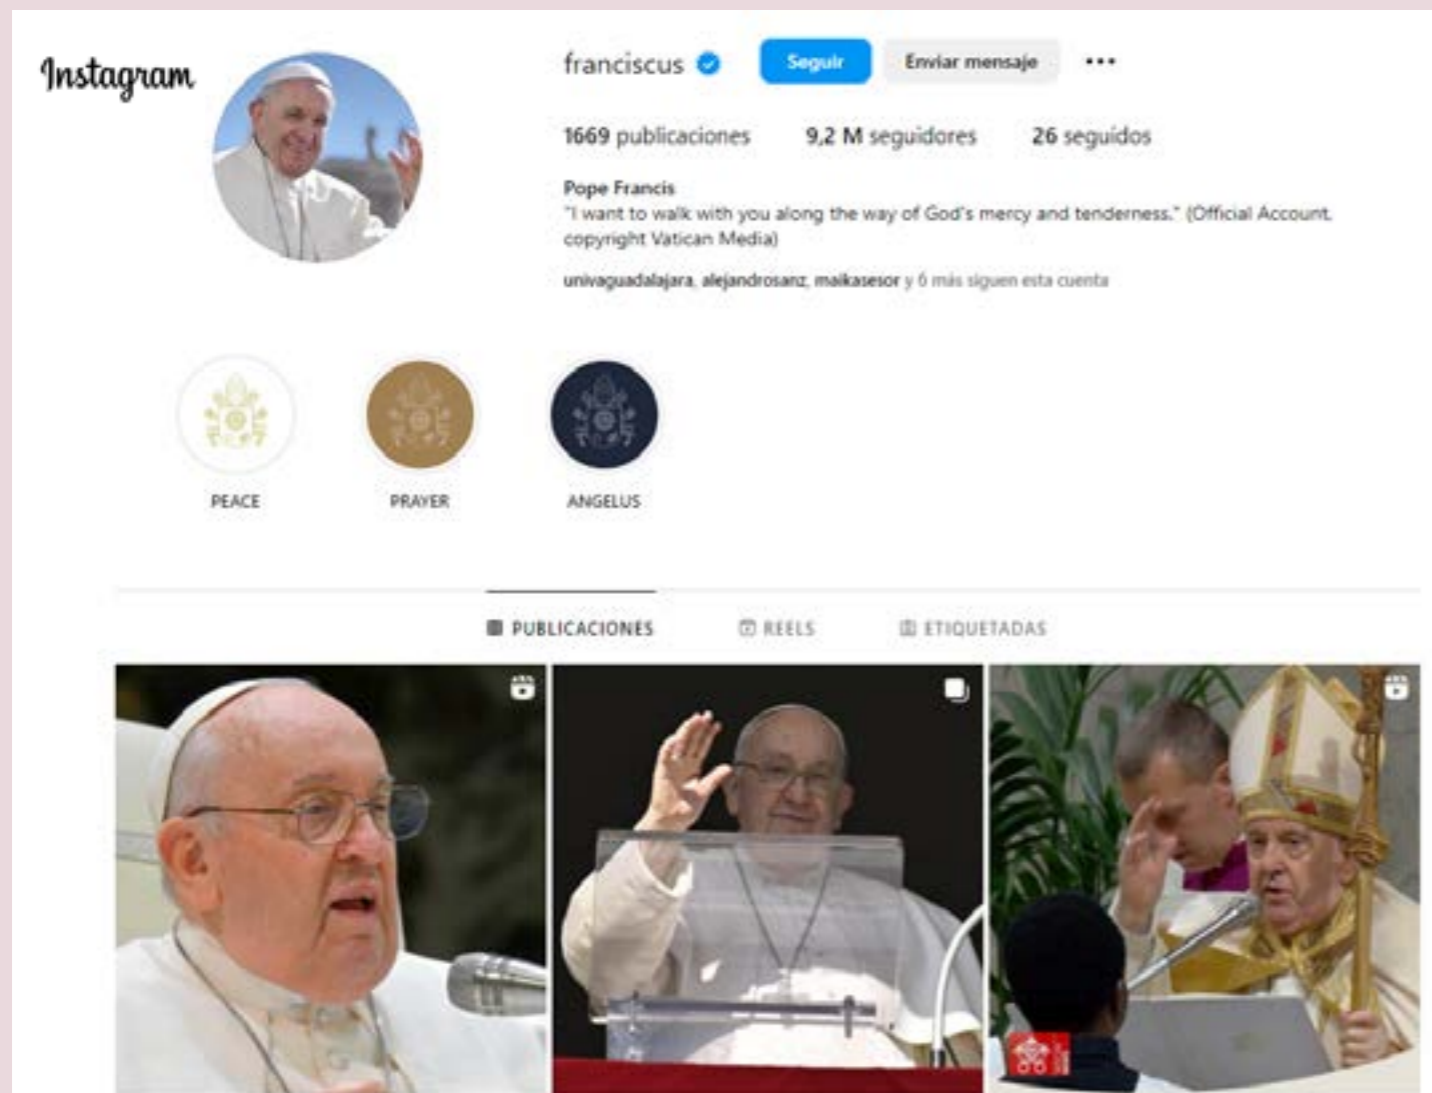 Instagram
franciscus
Seguir
Enviar mensaje
1669 publicaciones
9,2 M seguidores
26 seguidos
Pope Francis
"I want to walk with you along the way of God's mercy and tenderness." (Official Account,
copyright Vatican Media)
univaguadalajara, alejandrosanz, maikasesor y 6 más siguen esta cuenta
PEACE
PRAYER
ANGELUS
PUBLICACIONES
REELS
ETIQUETADAS